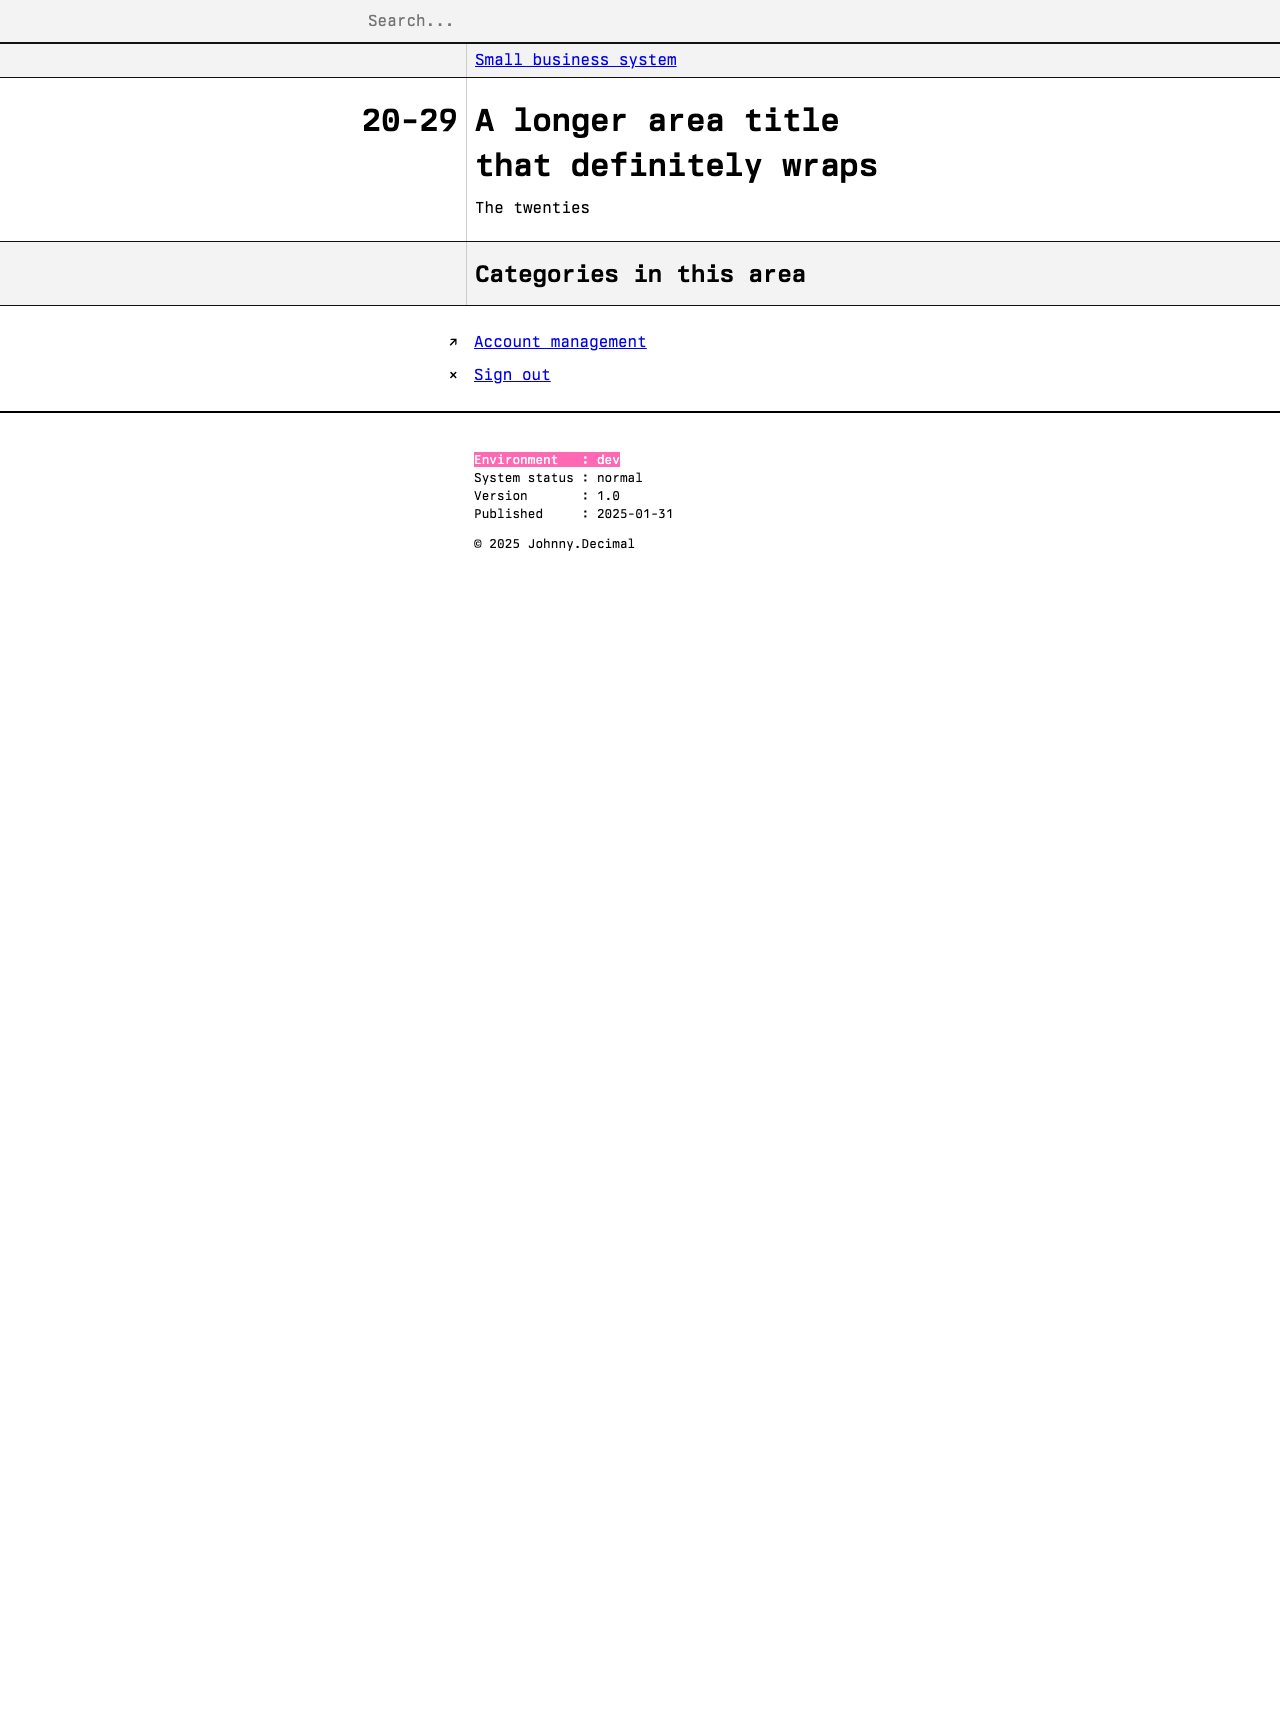 Search...
Small business system
20-29 A longer area title
that definitely wraps
The twenties
Categories in this area
↗ Account management
× Sign out
Environment   : dev
System status : normal
Version       : 1.0
Published     : 2025-01-31
© 2025 Johnny.Decimal